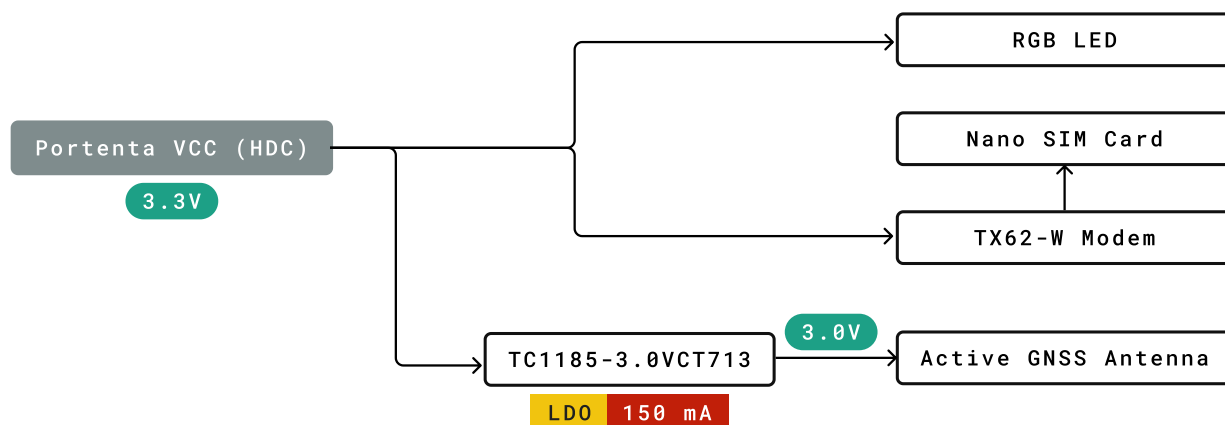 RGB LED
Portenta VCC (HDC)
3.3V
Nano SIM Card
TX62-W Modem
TC1185-3.0VCT713
LDO 150 mA
3.0V
Active GNSS Antenna